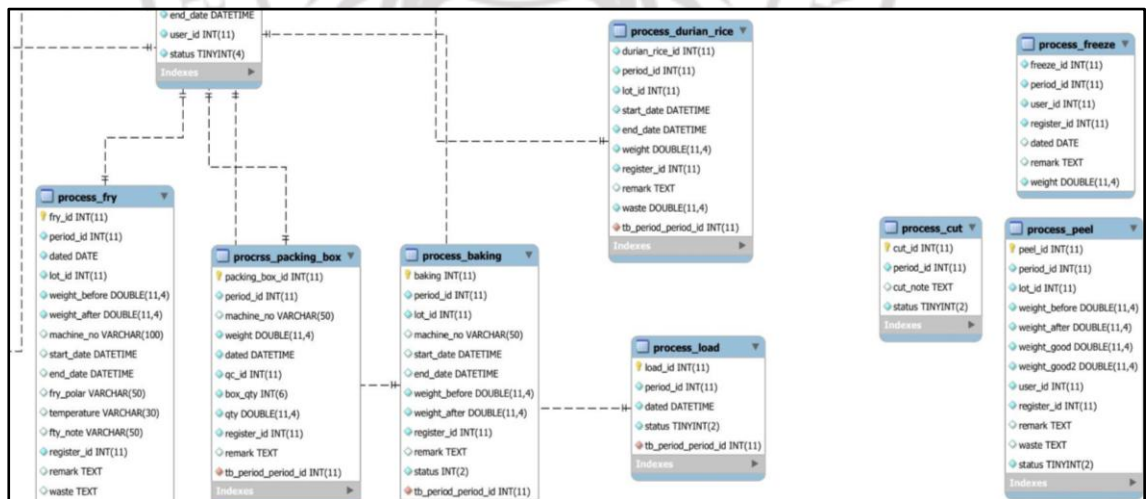 end_date DATETIME
user_id INT(11)
status TINYINT(4)
Indexes
process_durian_rice
durian_rice_id INT(11)
period_id INT(11)
lot_id INT(11)
start_date DATETIME
end_date DATETIME
weight DOUBLE(11,4)
register_id INT(11)
remark TEXT
waste DOUBLE(11,4)
tb_period_period_id INT(11)
Indexes
process_freeze
freeze_id INT(11)
period_id INT(11)
user_id INT(11)
register_id INT(11)
dated DATE
remark TEXT
weight DOUBLE(11,4)
process_fry
fry_id INT(11)
period_id INT(11)
dated DATE
lot_id INT(11)
weight_before DOUBLE(11,4)
weight_after DOUBLE(11,4)
machine_no VARCHAR(100)
start_date DATETIME
end_date DATETIME
fry_polar VARCHAR(50)
temperature VARCHAR(30)
fty_note VARCHAR(50)
register_id INT(11)
remark TEXT
waste TEXT
procrss_packing_box
packing_box_id INT(11)
period_id INT(11)
machine_no VARCHAR(50)
weight DOUBLE(11,4)
dated DATETIME
qc_id INT(11)
box_qty INT(6)
qty DOUBLE(11,4)
register_id INT(11)
remark TEXT
tb_period_period_id INT(11)
Indexes
process_baking
baking INT(11)
period_id INT(11)
lot_id INT(11)
machine_no VARCHAR(50)
start_date DATETIME
end_date DATETIME
weight_before DOUBLE(11,4)
weight_after DOUBLE(11,4)
register_id INT(11)
remark TEXT
status INT(2)
tb_period_period_id INT(11)
process_load
load_id INT(11)
period_id INT(11)
dated DATETIME
status TINYINT(2)
tb_period_period_id INT(11)
Indexes
process_cut
cut_id INT(11)
period_id INT(11)
cut_note TEXT
status TINYINT(2)
Indexes
process_peel
peel_id INT(11)
period_id INT(11)
lot_id INT(11)
weight_before DOUBLE(11,4)
weight_after DOUBLE(11,4)
weight_good DOUBLE(11,4)
weight_good2 DOUBLE(11,4)
user_id INT(11)
register_id INT(11)
remark TEXT
waste TEXT
status TINYINT(2)
Indexes